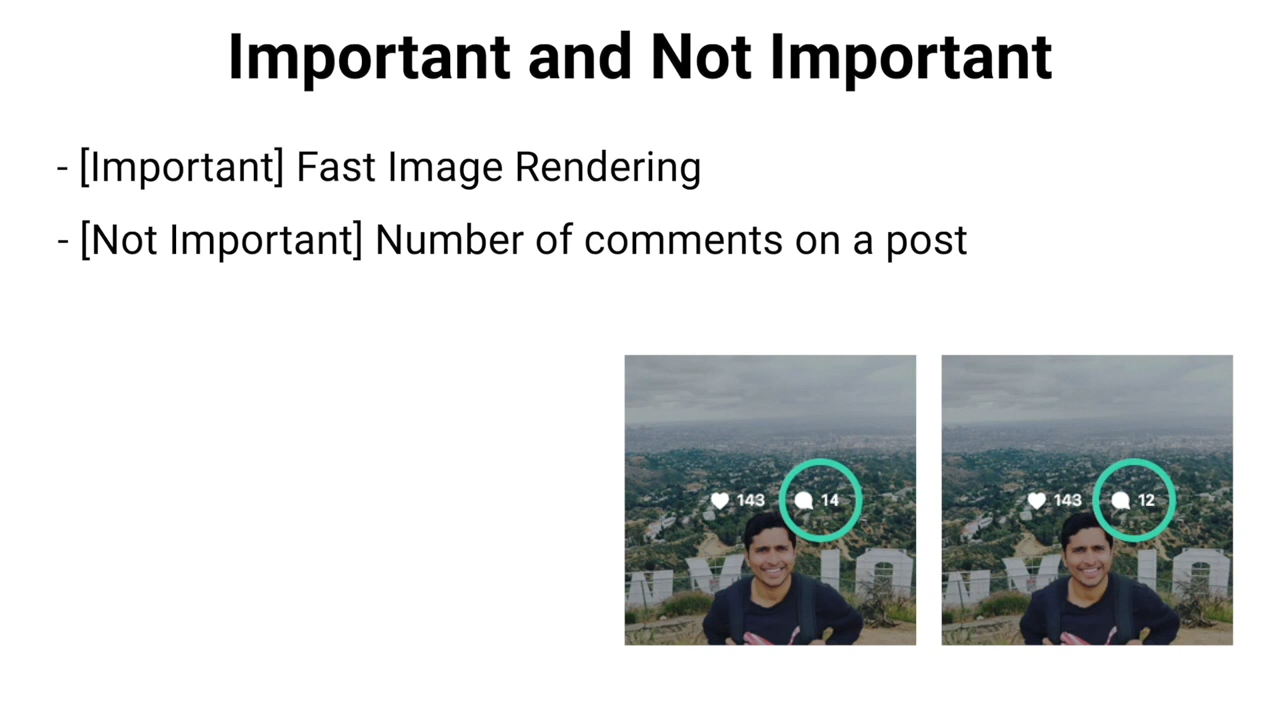 Important and Not Important
- [Important] Fast Image Rendering
- [Not Important] Number of comments on a post
143 14
143 12